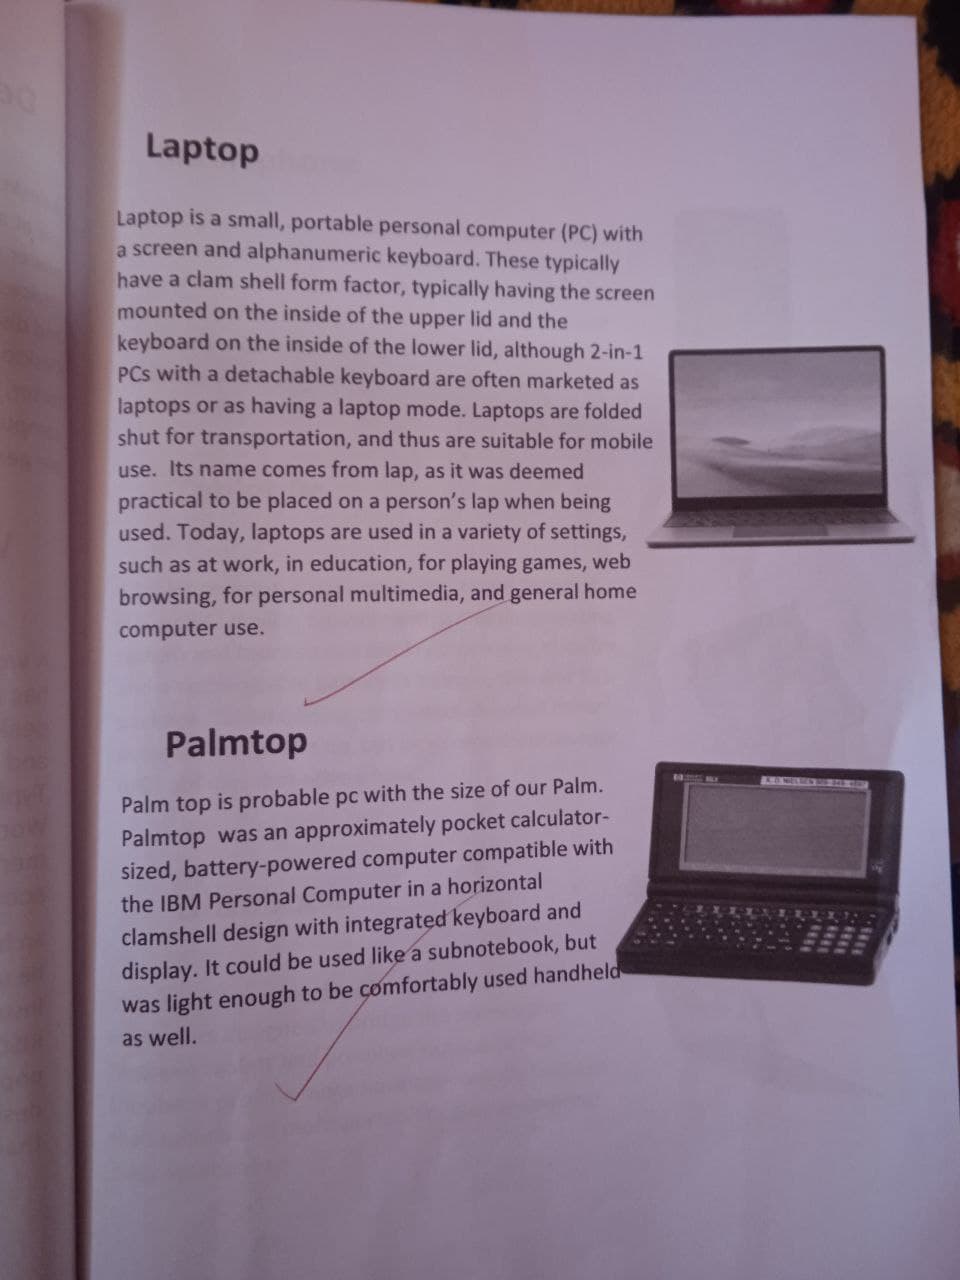 Laptop
Laptop is a small, portable personal computer (PC) with
a screen and alphanumeric keyboard. These typically
have a clam shell form factor, typically having the screen
mounted on the inside of the upper lid and the
keyboard on the inside of the lower lid, although 2-in-1
PCs with a detachable keyboard are often marketed as
laptops or as having a laptop mode. Laptops are folded
shut for transportation, and thus are suitable for mobile
use.  Its name comes from lap, as it was deemed
practical to be placed on a person's lap when being
used. Today, laptops are used in a variety of settings,
such as at work, in education, for playing games, web
browsing, for personal multimedia, and general home
computer use.
Palmtop
Palm top is probable pc with the size of our Palm.
Palmtop  was an approximately pocket calculator-
sized, battery-powered computer compatible with
the IBM Personal Computer in a horizontal
clamshell design with integrated keyboard and
display. It could be used like a subnotebook, but
was light enough to be comfortably used handheld
as well.